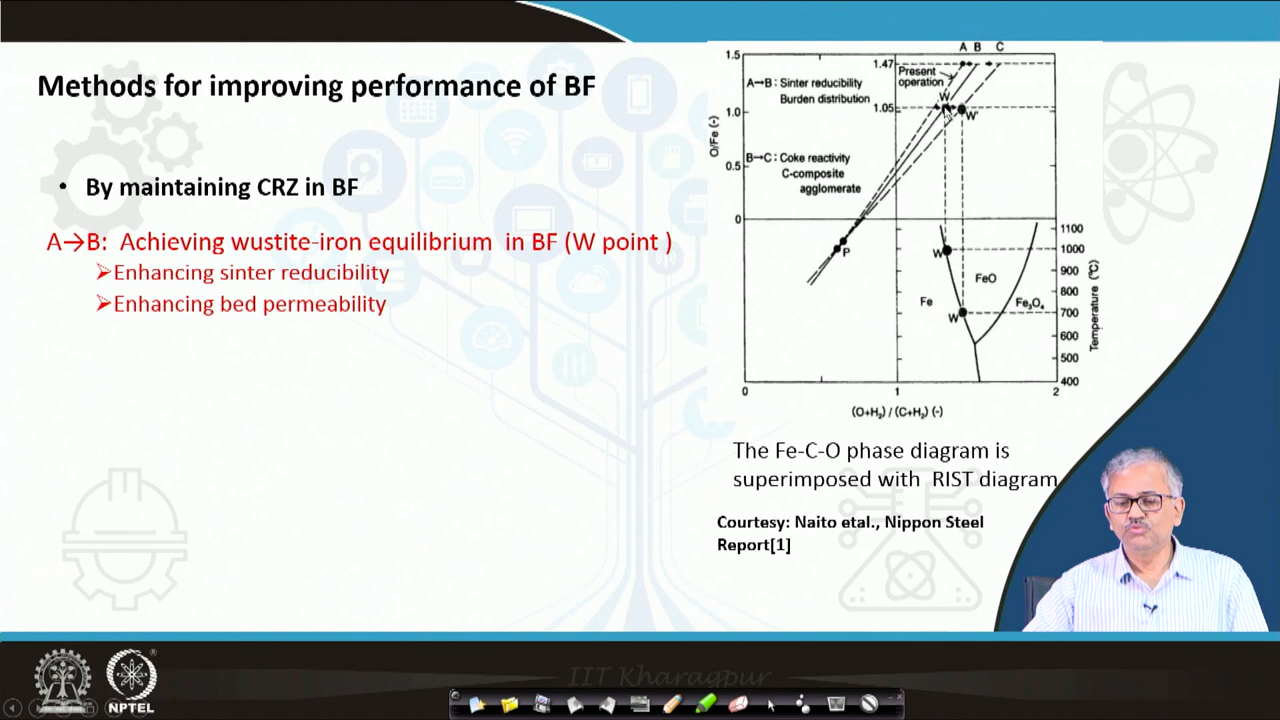 Methods for improving performance of BF
• By maintaining CRZ in BF
A→B: Achieving wustite-iron equilibrium in BF (W point )
➢Enhancing sinter reducibility
➢Enhancing bed permeability
A B C
1.5
1.47
A→B : Sinter reducibility
Burden distribution
Present
operation
W
W'
1.05
1.0
O/Fe (-)
0.5
B→C : Coke reactivity
C-composite
agglomerate
0
P
1100
1000
900
800
700
600
500
400
Temperature (℃)
W
FeO
Fe
Fe₃O₄
W'
0
1
2
(O+H₂) / (C+H₂) (-)
The Fe-C-O phase diagram is
superimposed with RIST diagram
Courtesy: Naito etal., Nippon Steel
Report[1]
IIT Kharagpur
NPTEL
®